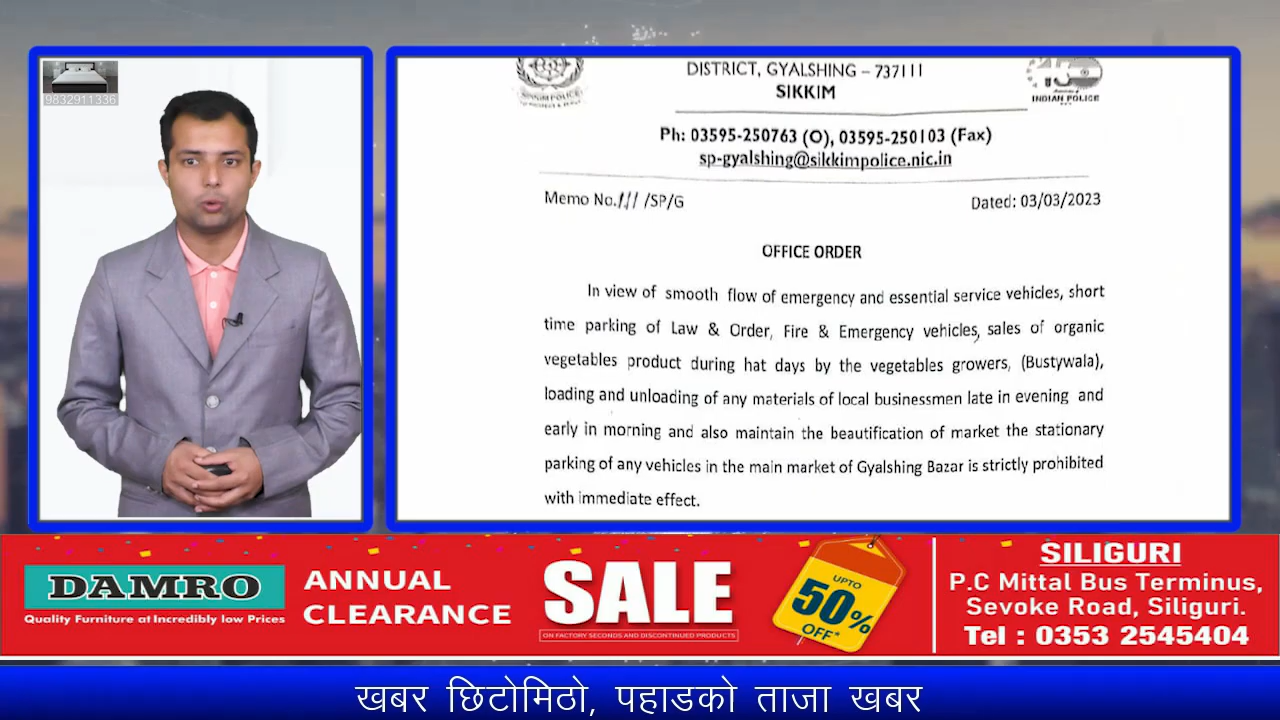 9832911336
DISTRICT, GYALSHING – 737111
SIKKIM
INDIAN POLICE
Ph: 03595-250763 (O), 03595-250103 (Fax)
sp-gyalshing@sikkimpolice.nic.in
Memo No. 111 /SP/G
Dated: 03/03/2023
OFFICE ORDER
In view of smooth flow of emergency and essential service vehicles, short
time parking of Law & Order, Fire & Emergency vehicles, sales of organic
vegetables product during hat days by the vegetables growers, (Bustywala),
loading and unloading of any materials of local businessmen late in evening and
early in morning and also maintain the beautification of market the stationary
parking of any vehicles in the main market of Gyalshing Bazar is strictly prohibited
with immediate effect.
DAMRO
Quality Furniture at Incredibly low Prices
ANNUAL
CLEARANCE
SALE
ON FACTORY SECONDS AND DISCONTINUED PRODUCTS
UPTO
50%
OFF*
SILIGURI
P.C Mittal Bus Terminus,
Sevoke Road, Siliguri.
Tel : 0353 2545404
खबर छिटोमिठो, पहाडको ताजा खबर